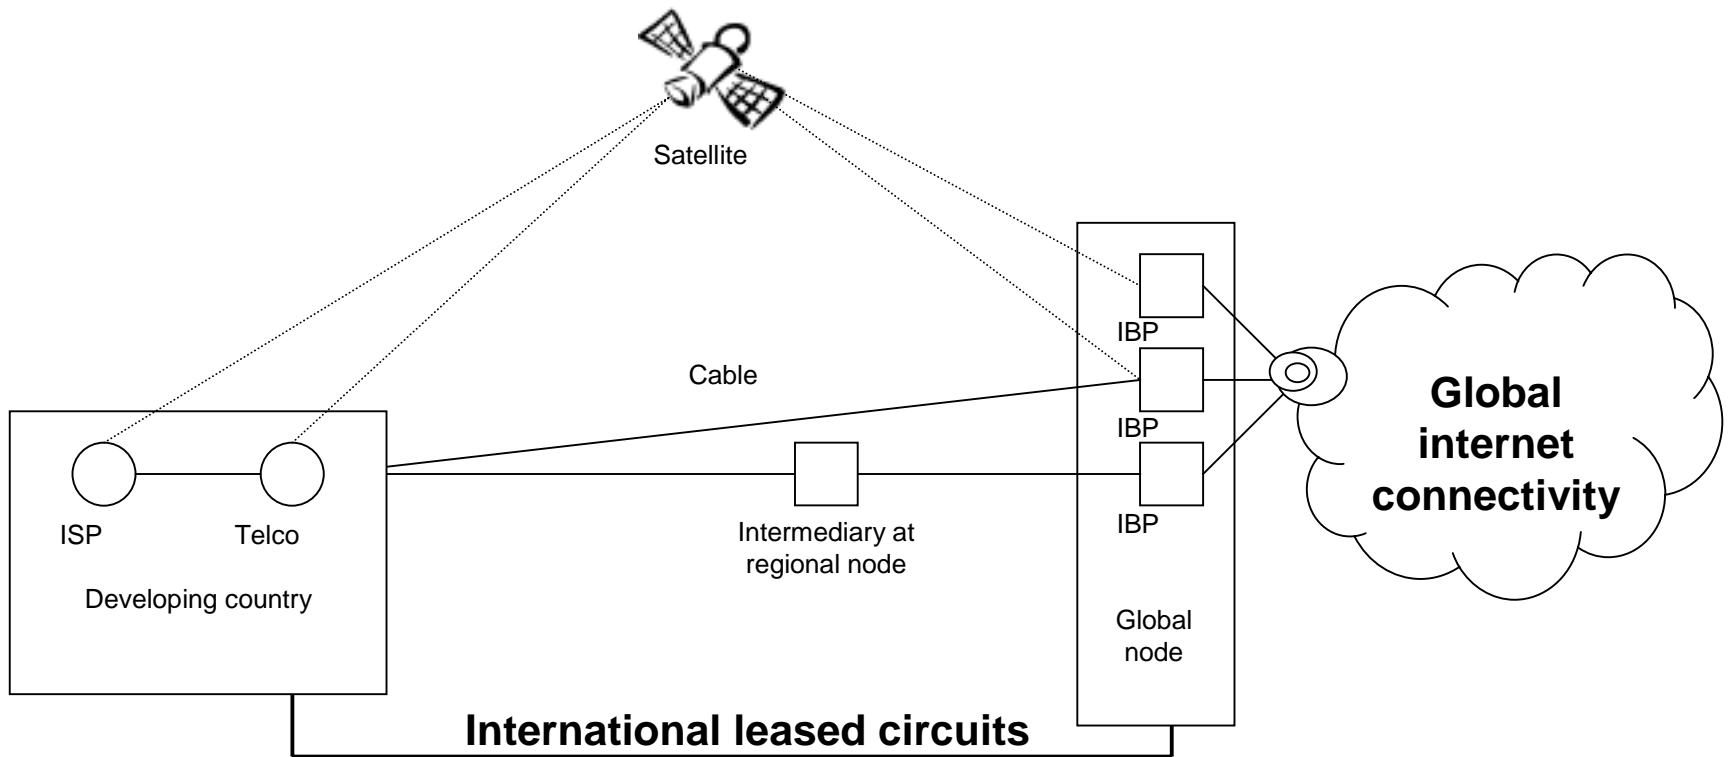 Satellite
IBP
Cable
IBP
Global
internet
connectivity
ISP
Telco
IBP
Intermediary at
regional node
Developing country
Global
node
International leased circuits